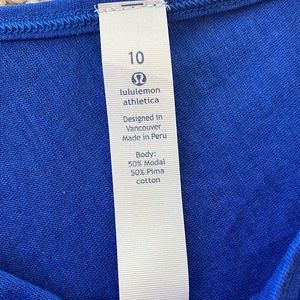 10
lululemon
athletica
Designed in
Vancouver
Made in Peru
Body:
50% Modal
50% Pima
cotton